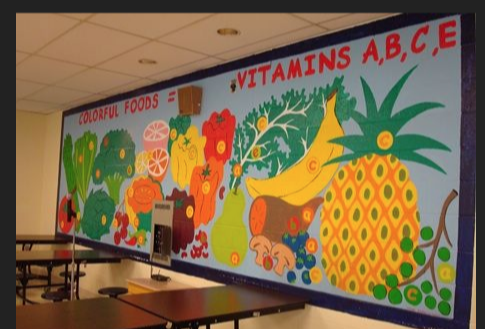 COLORFUL FOODS = VITAMINS A,B,C,E